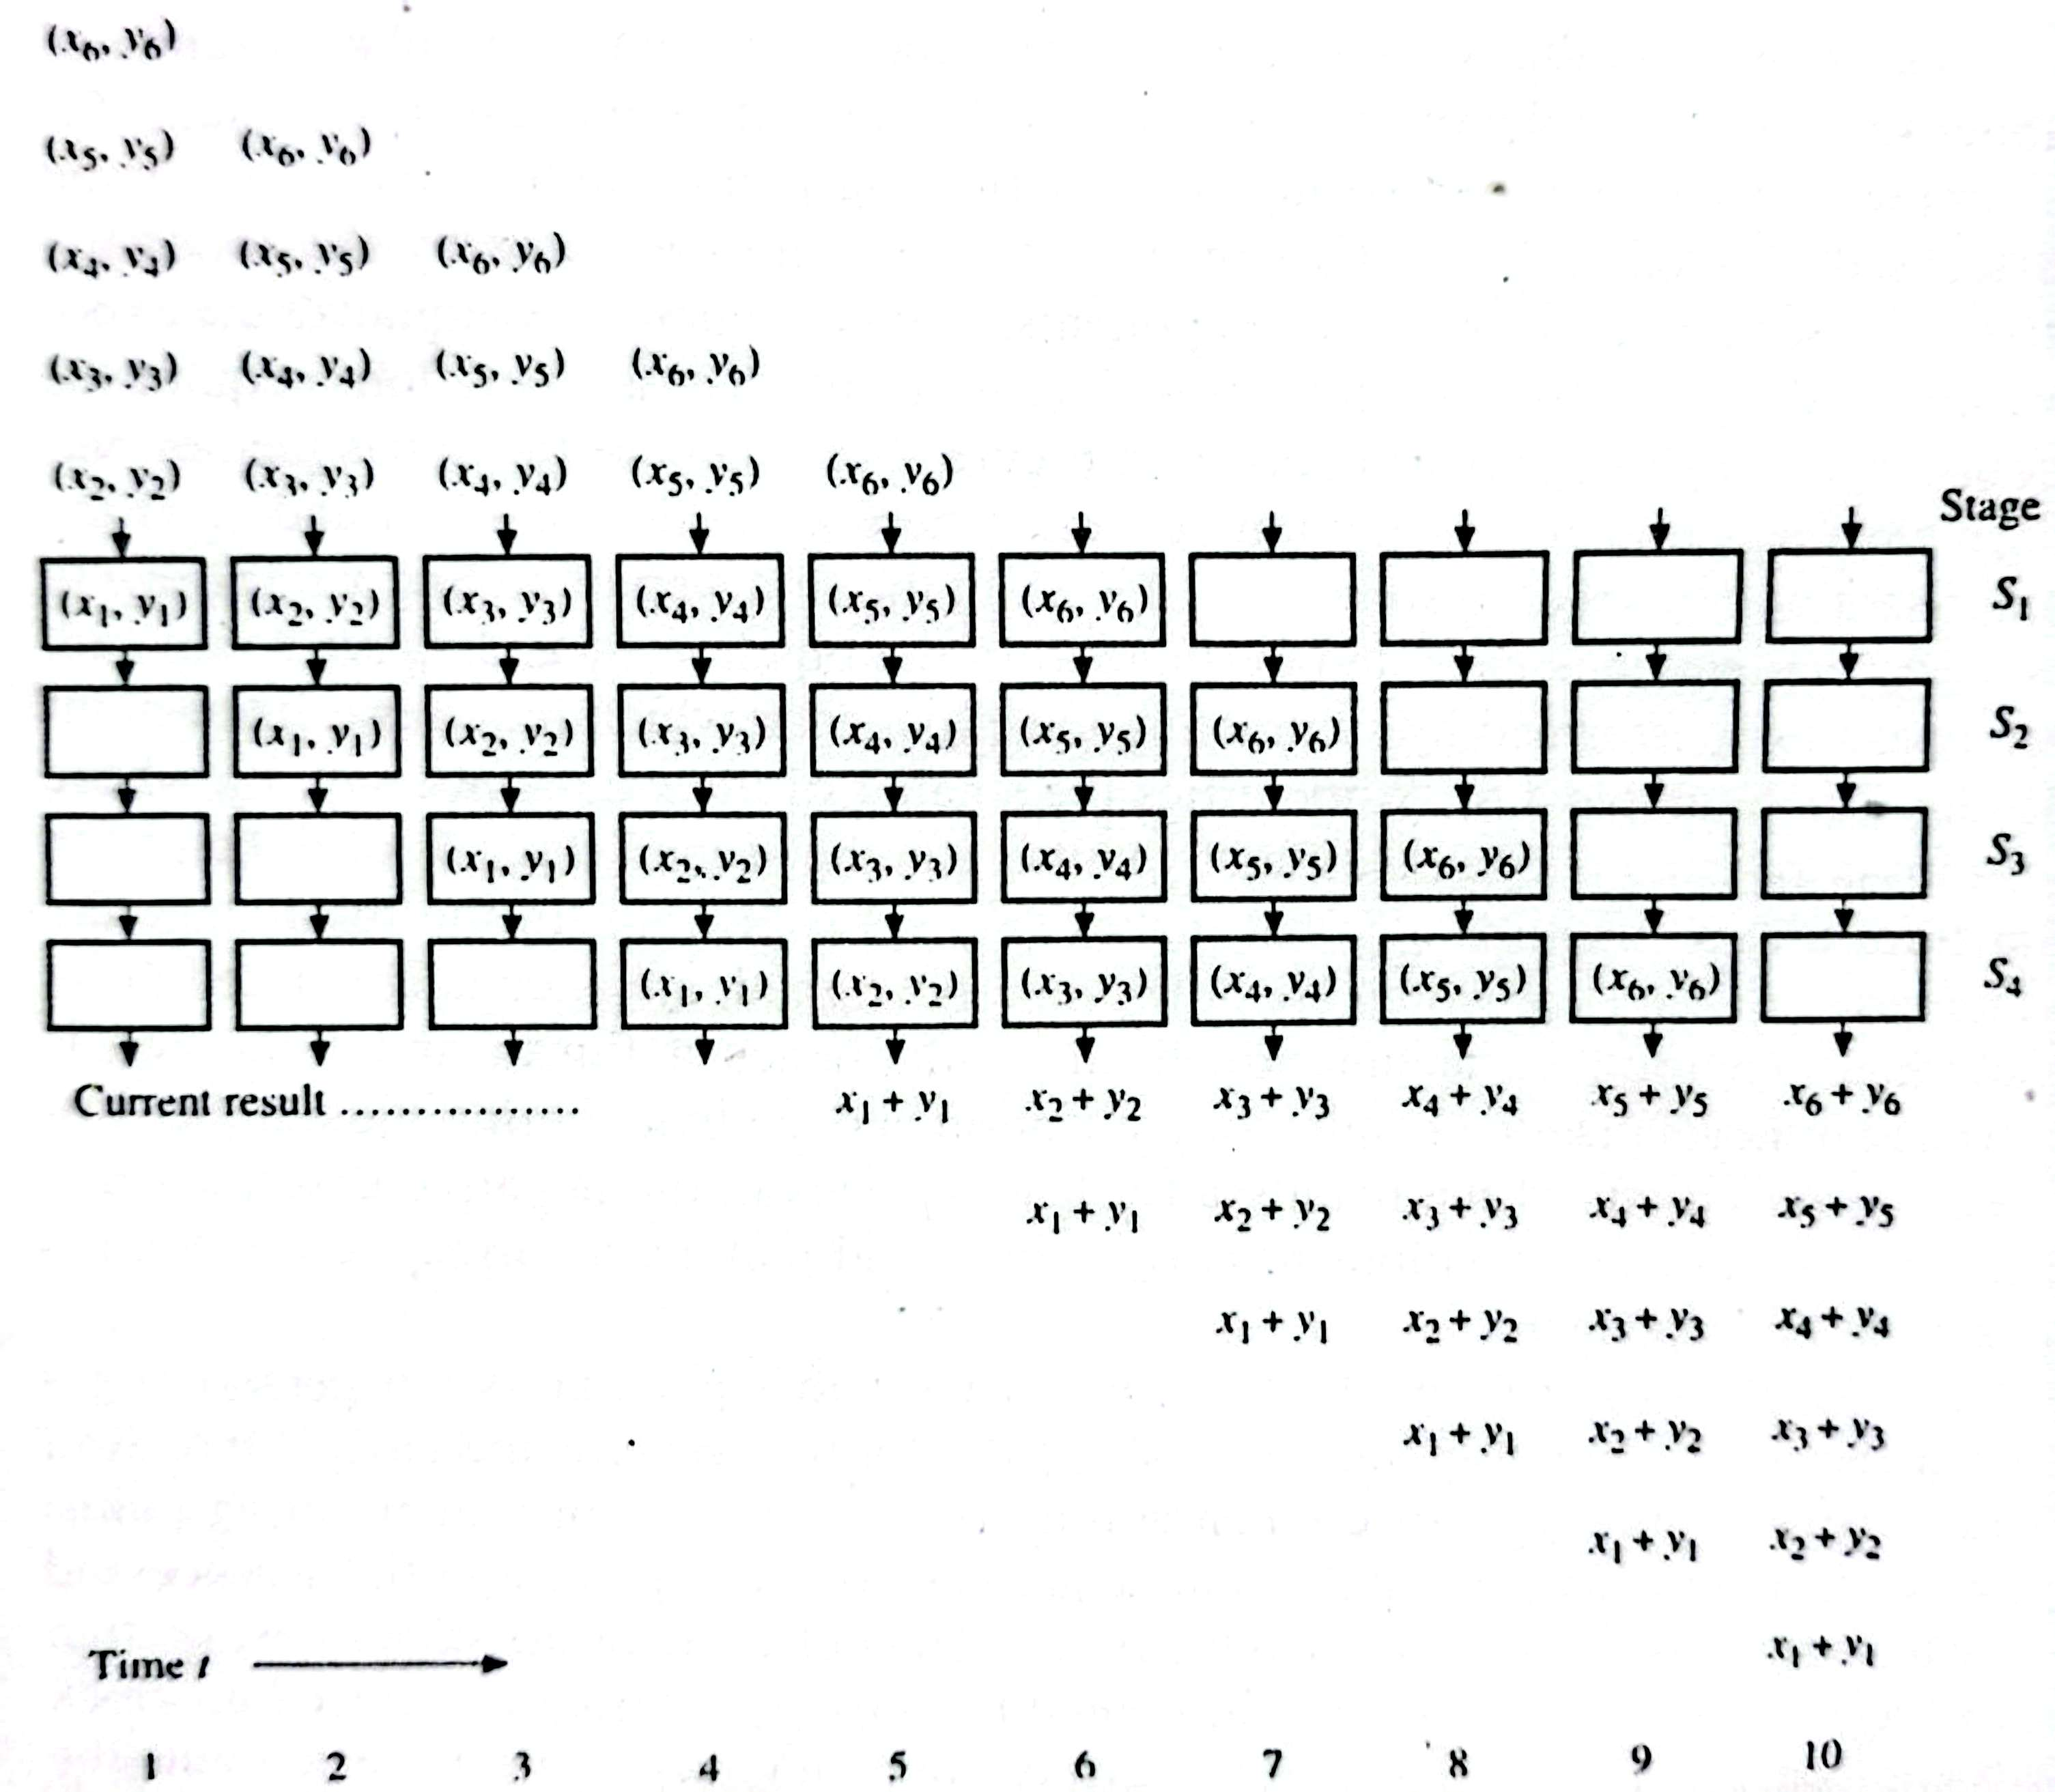 (x₆, y₆)
(x₅, y₅) (x₆, y₆)
(x₄, y₄) (x₅, y₅) (x₆, y₆)
(x₃, y₃) (x₄, y₄) (x₅, y₅) (x₆, y₆)
(x₂, y₂) (x₃, y₃) (x₄, y₄) (x₅, y₅) (x₆, y₆)
Stage
(x₁, y₁) (x₂, y₂) (x₃, y₃) (x₄, y₄) (x₅, y₅) (x₆, y₆) S₁
(x₁, y₁) (x₂, y₂) (x₃, y₃) (x₄, y₄) (x₅, y₅) (x₆, y₆) S₂
(x₁, y₁) (x₂, y₂) (x₃, y₃) (x₄, y₄) (x₅, y₅) (x₆, y₆) S₃
(x₁, y₁) (x₂, y₂) (x₃, y₃) (x₄, y₄) (x₅, y₅) (x₆, y₆) S₄
Current result ................ x₁ + y₁ x₂ + y₂ x₃ + y₃ x₄ + y₄ x₅ + y₅ x₆ + y₆
x₁ + y₁ x₂ + y₂ x₃ + y₃ x₄ + y₄ x₅ + y₅
x₁ + y₁ x₂ + y₂ x₃ + y₃ x₄ + y₄
x₁ + y₁ x₂ + y₂ x₃ + y₃
x₁ + y₁ x₂ + y₂
x₁ + y₁
Time t
1 2 3 4 5 6 7 8 9 10